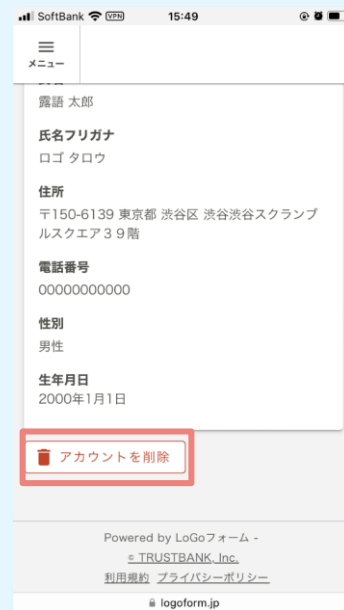 SoftBank VPN 15:49
メニュー
露語 太郎
氏名フリガナ
ロゴ タロウ
住所
〒150-6139 東京都 渋谷区 渋谷渋谷スクランブ
ルスクエア３９階
電話番号
00000000000
性別
男性
生年月日
2000年1月1日
アカウントを削除
Powered by LoGoフォーム -
© TRUSTBANK, Inc.
利用規約 プライバシーポリシー
logoform.jp